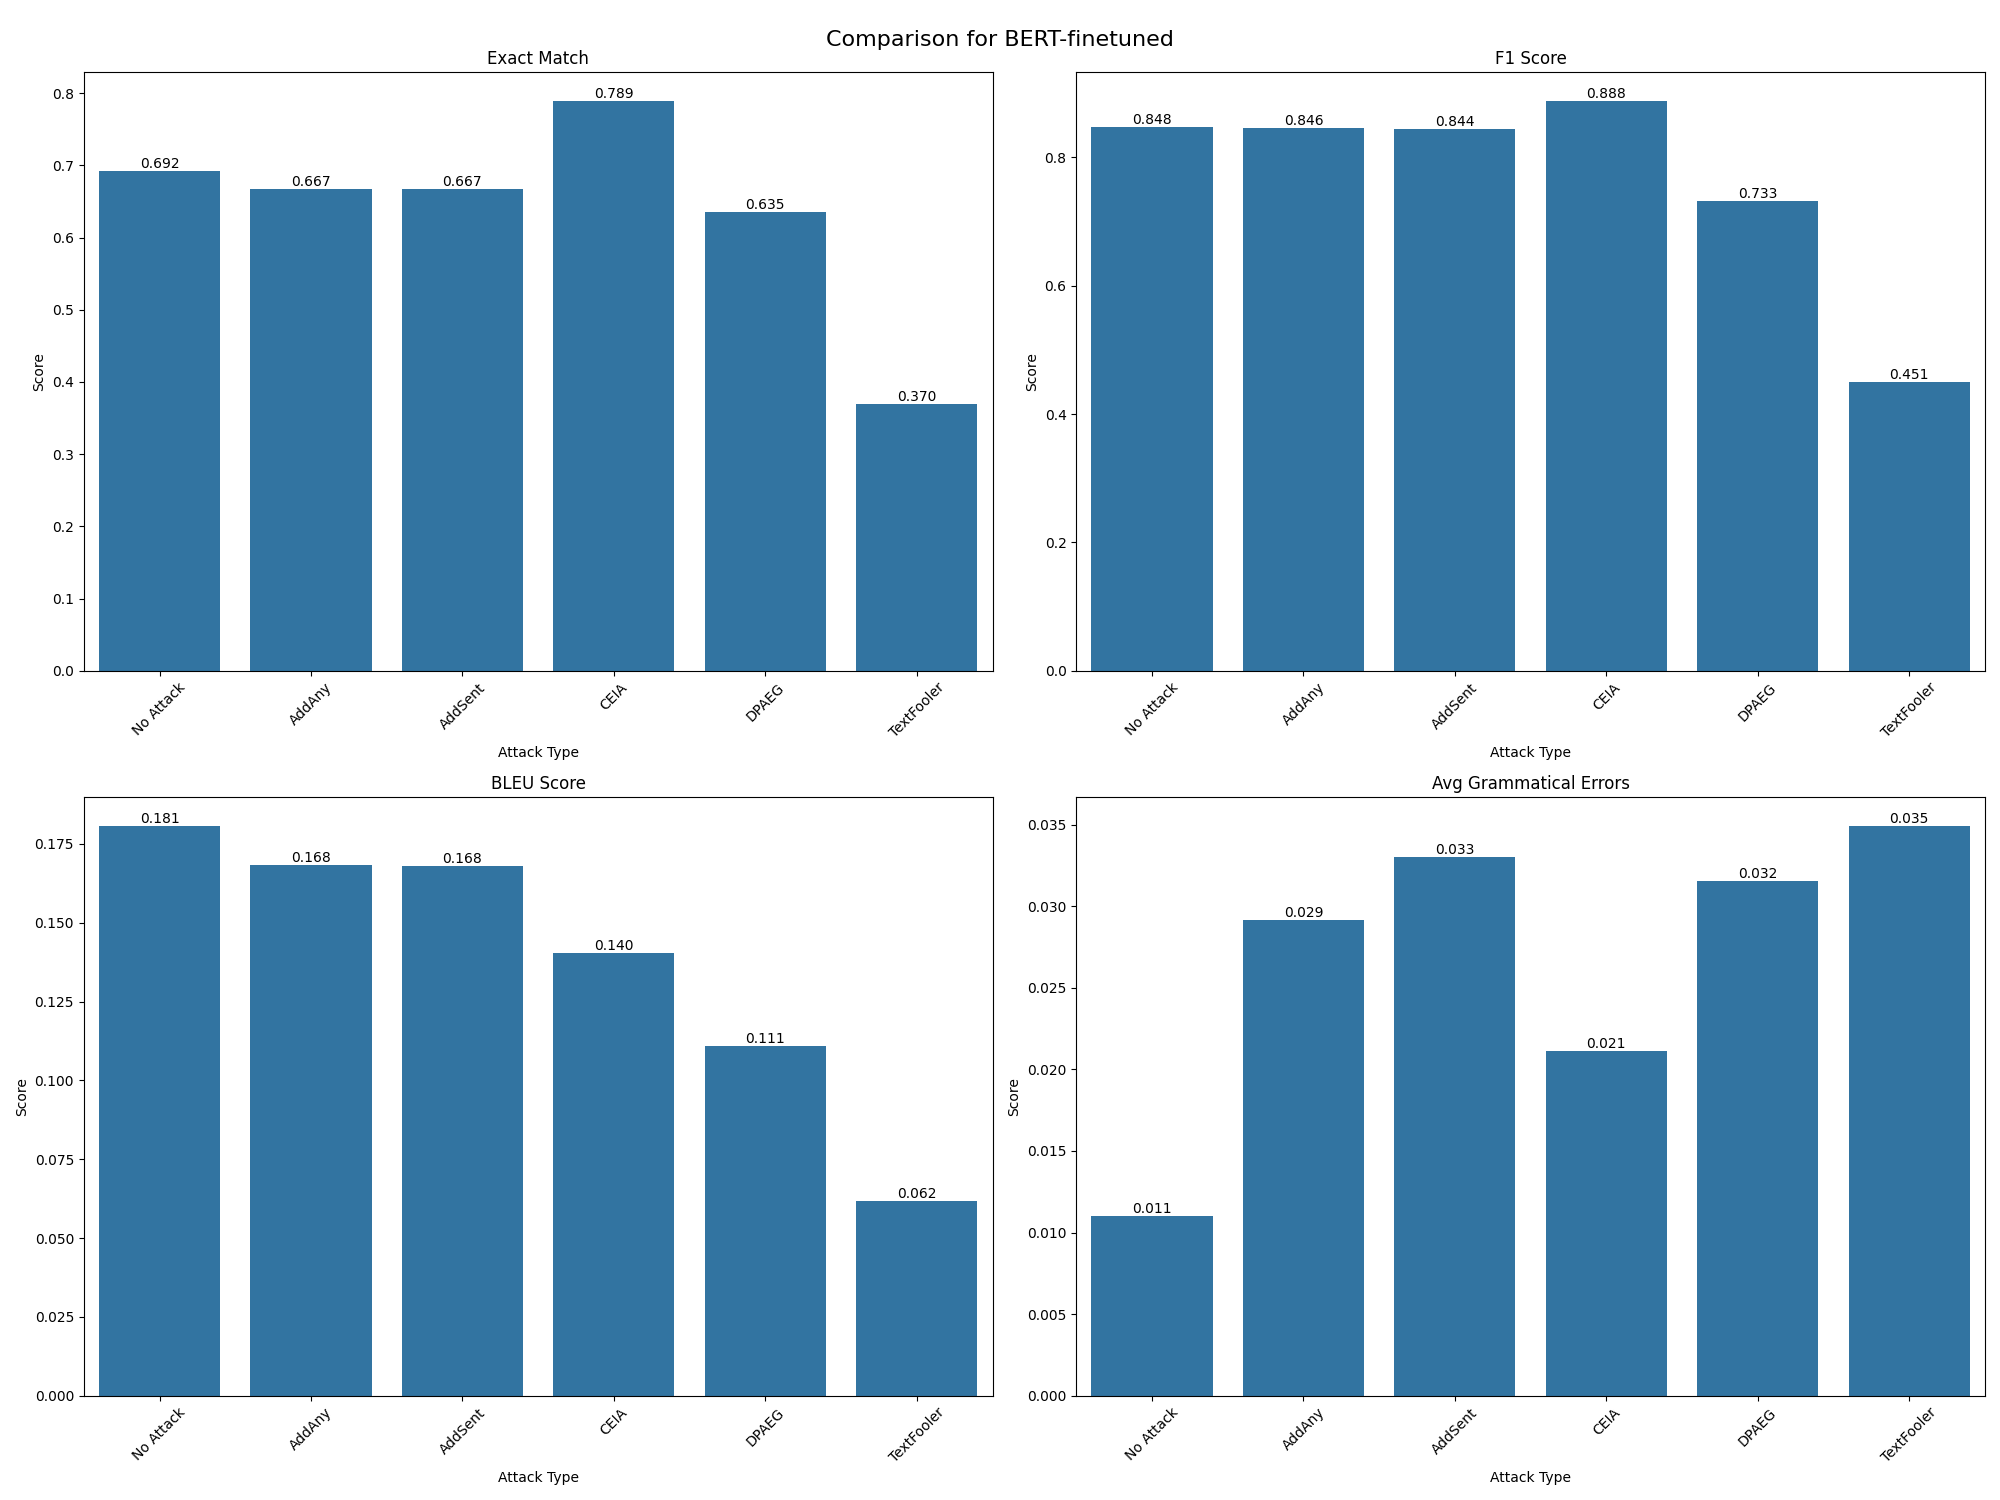 Comparison for BERT-finetuned
Exact Match
0.8
0.7
0.6
0.5
0.4
0.3
0.2
0.1
0.0
Score
0.692
0.667
0.667
0.789
0.635
0.370
No Attack
AddAny
AddSent
CEIA
DPAEG
TextFooler
Attack Type
F1 Score
0.8
0.6
0.4
0.2
0.0
Score
0.848
0.846
0.844
0.888
0.733
0.451
No Attack
AddAny
AddSent
CEIA
DPAEG
TextFooler
Attack Type
BLEU Score
0.175
0.150
0.125
0.100
0.075
0.050
0.025
0.000
Score
0.181
0.168
0.168
0.140
0.111
0.062
No Attack
AddAny
AddSent
CEIA
DPAEG
TextFooler
Attack Type
Avg Grammatical Errors
0.035
0.030
0.025
0.020
0.015
0.010
0.005
0.000
Score
0.011
0.029
0.033
0.021
0.032
0.035
No Attack
AddAny
AddSent
CEIA
DPAEG
TextFooler
Attack Type